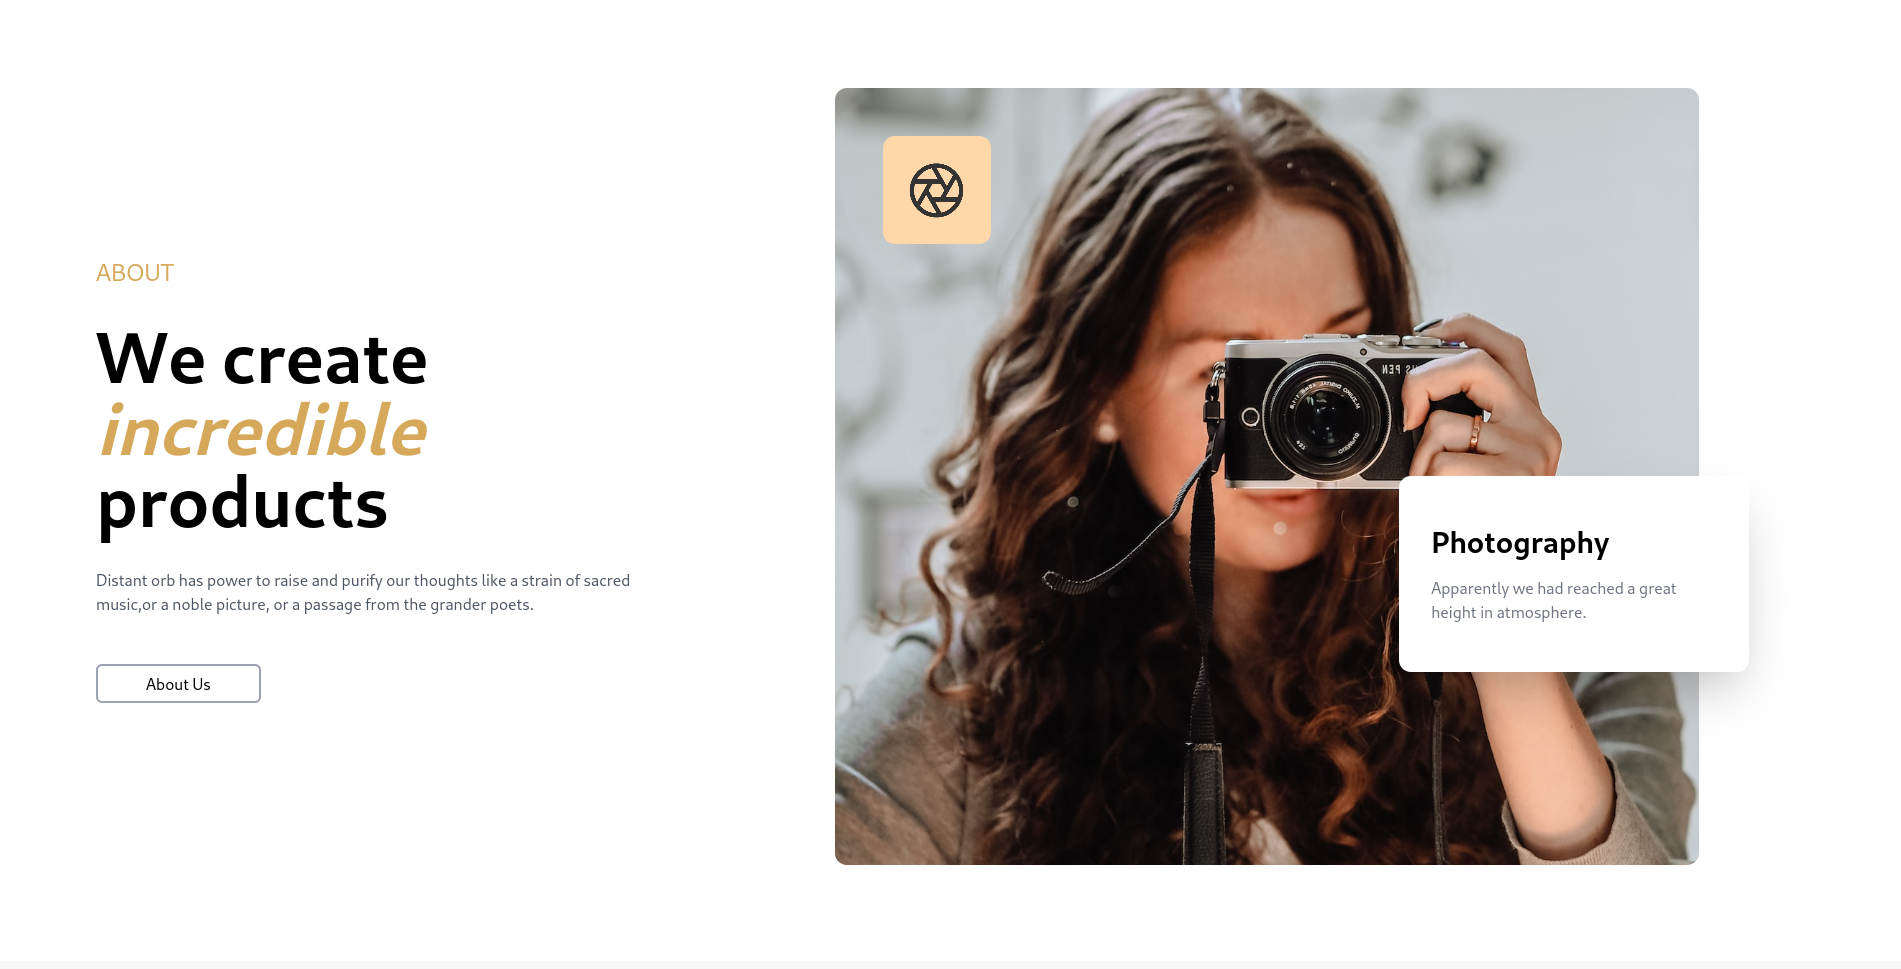 ABOUT
We create
incredible
products
Distant orb has power to raise and purify our thoughts like a strain of sacred
music,or a noble picture, or a passage from the grander poets.
About Us
Photography
Apparently we had reached a great
height in atmosphere.